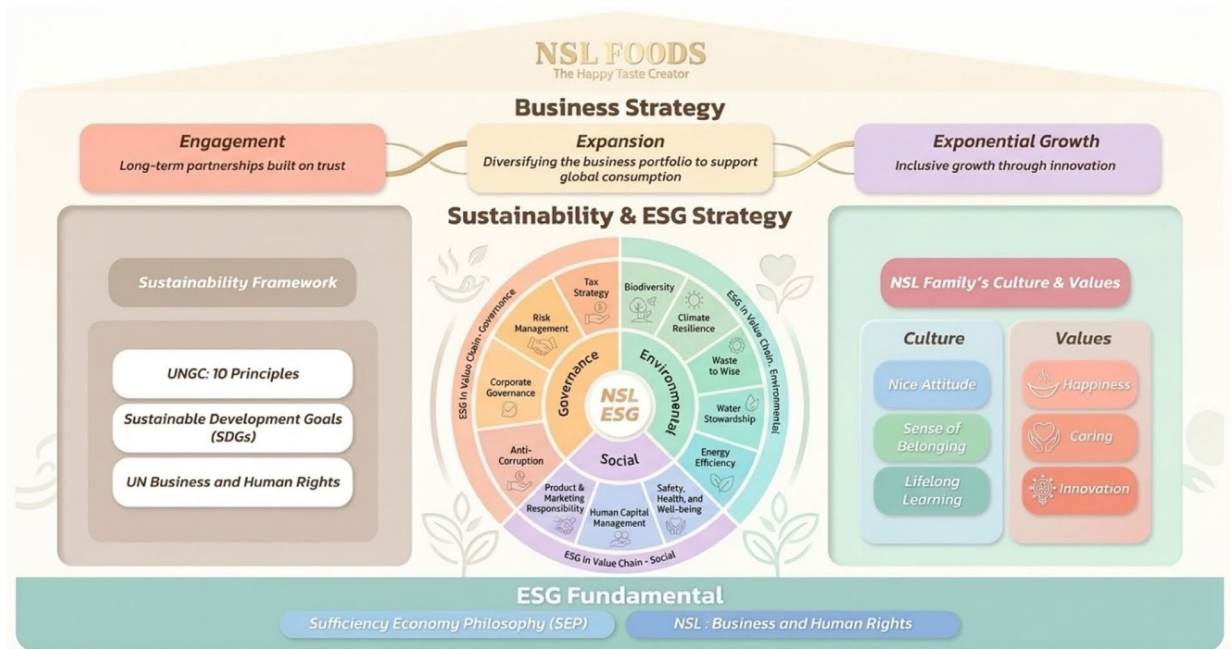 NSL FOODS
The Happy Taste Creator
Business Strategy
Engagement
Long-term partnerships built on trust
Expansion
Diversifying the business portfolio to support
global consumption
Exponential Growth
Inclusive growth through innovation
Sustainability & ESG Strategy
Sustainability Framework
UNGC: 10 Principles
Sustainable Development Goals
(SDGs)
UN Business and Human Rights
ESG in Value Chain - Governance
Tax
Strategy
Risk
Management
Corporate
Governance
Anti-
Corruption
Governance
ESG in Value Chain - Environmental
Biodiversity
Climate
Resilience
Waste
to Wise
Water
Stowardship
Energy
Efficiency
Environmental
NSL
ESG
Social
Product &
Marketing
Responsibility
Human Capital
Management
Safety,
Health, and
Well-being
ESG in Value Chain - Social
NSL Family's Culture & Values
Culture
Nice Attitude
Sense of
Belonging
Lifelong
Learning
Values
Happiness
Caring
Innovation
ESG Fundamental
Sufficiency Economy Philosophy (SEP)
NSL : Business and Human Rights